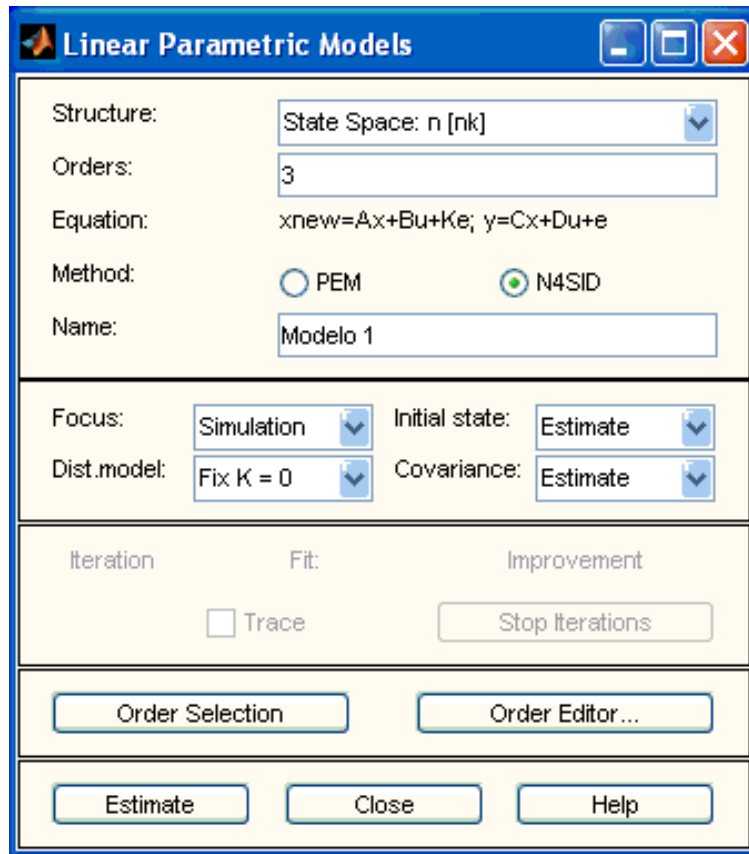 Linear Parametric Models
Structure: State Space: n [nk]
Orders: 3
Equation: xnew=Ax+Bu+Ke; y=Cx+Du+e
Method: PEM N4SID
Name: Modelo 1
Focus: Simulation Initial state: Estimate
Dist.model: Fix K = 0 Covariance: Estimate
Iteration Fit: Improvement
Trace Stop Iterations
Order Selection Order Editor...
Estimate Close Help